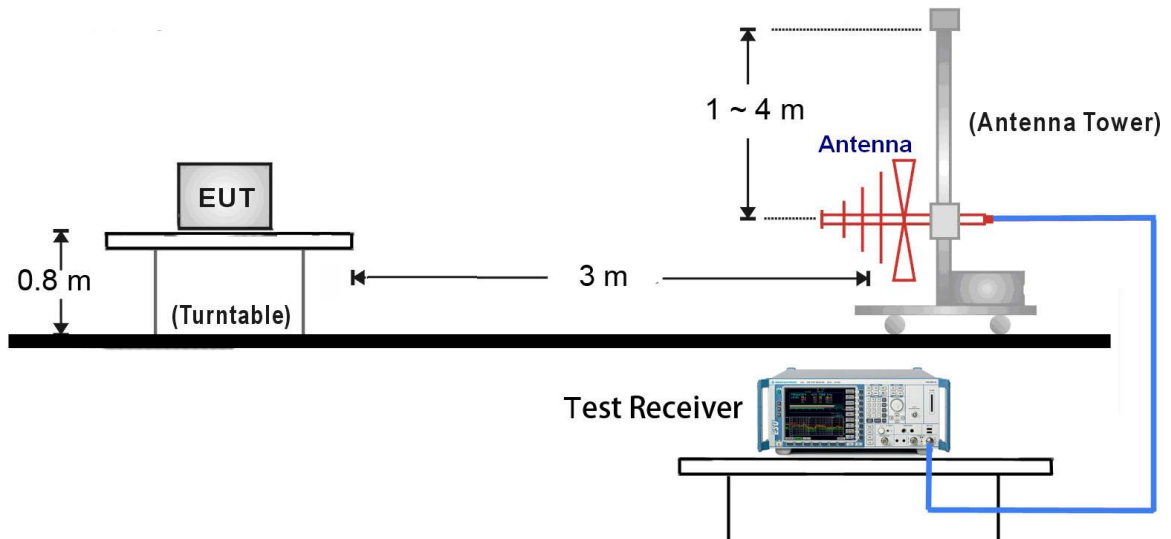 1 ~ 4 m
(Antenna Tower)
Antenna
EUT
0.8 m
3 m
(Turntable)
Test Receiver